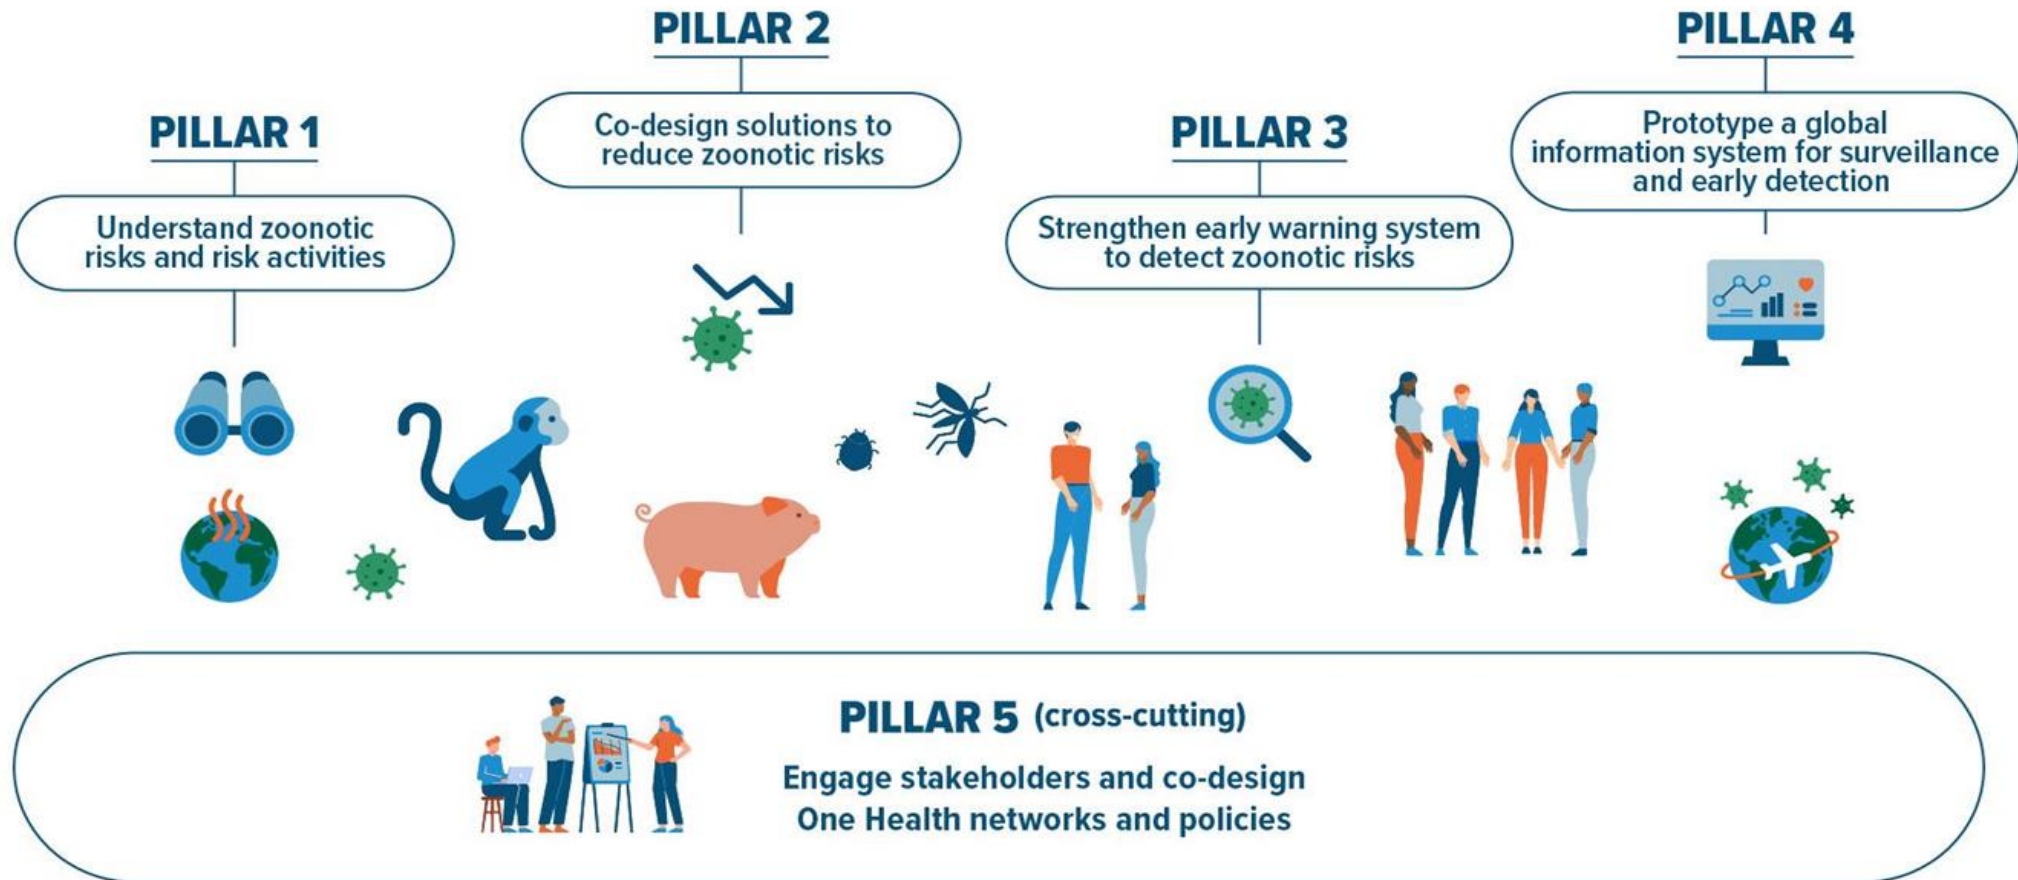 PILLAR 1
Understand zoonotic
risks and risk activities
PILLAR 2
Co-design solutions to
reduce zoonotic risks
PILLAR 3
Strengthen early warning system
to detect zoonotic risks
PILLAR 4
Prototype a global
information system for surveillance
and early detection
PILLAR 5 (cross-cutting)
Engage stakeholders and co-design
One Health networks and policies